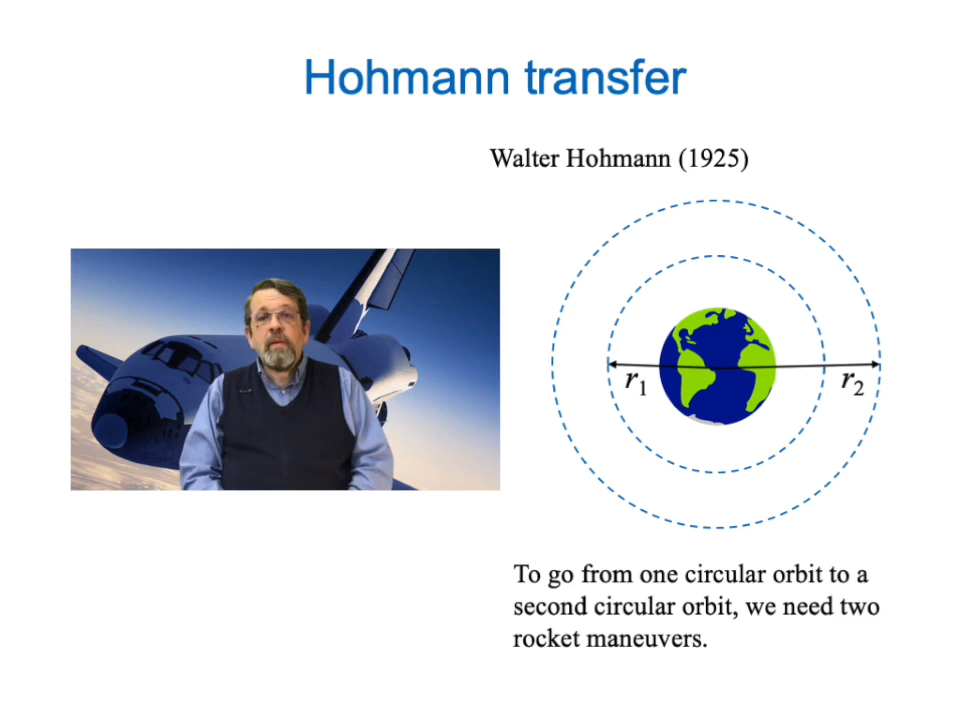 Hohmann transfer
Walter Hohmann (1925)
r₁
r₂
To go from one circular orbit to a
second circular orbit, we need two
rocket maneuvers.